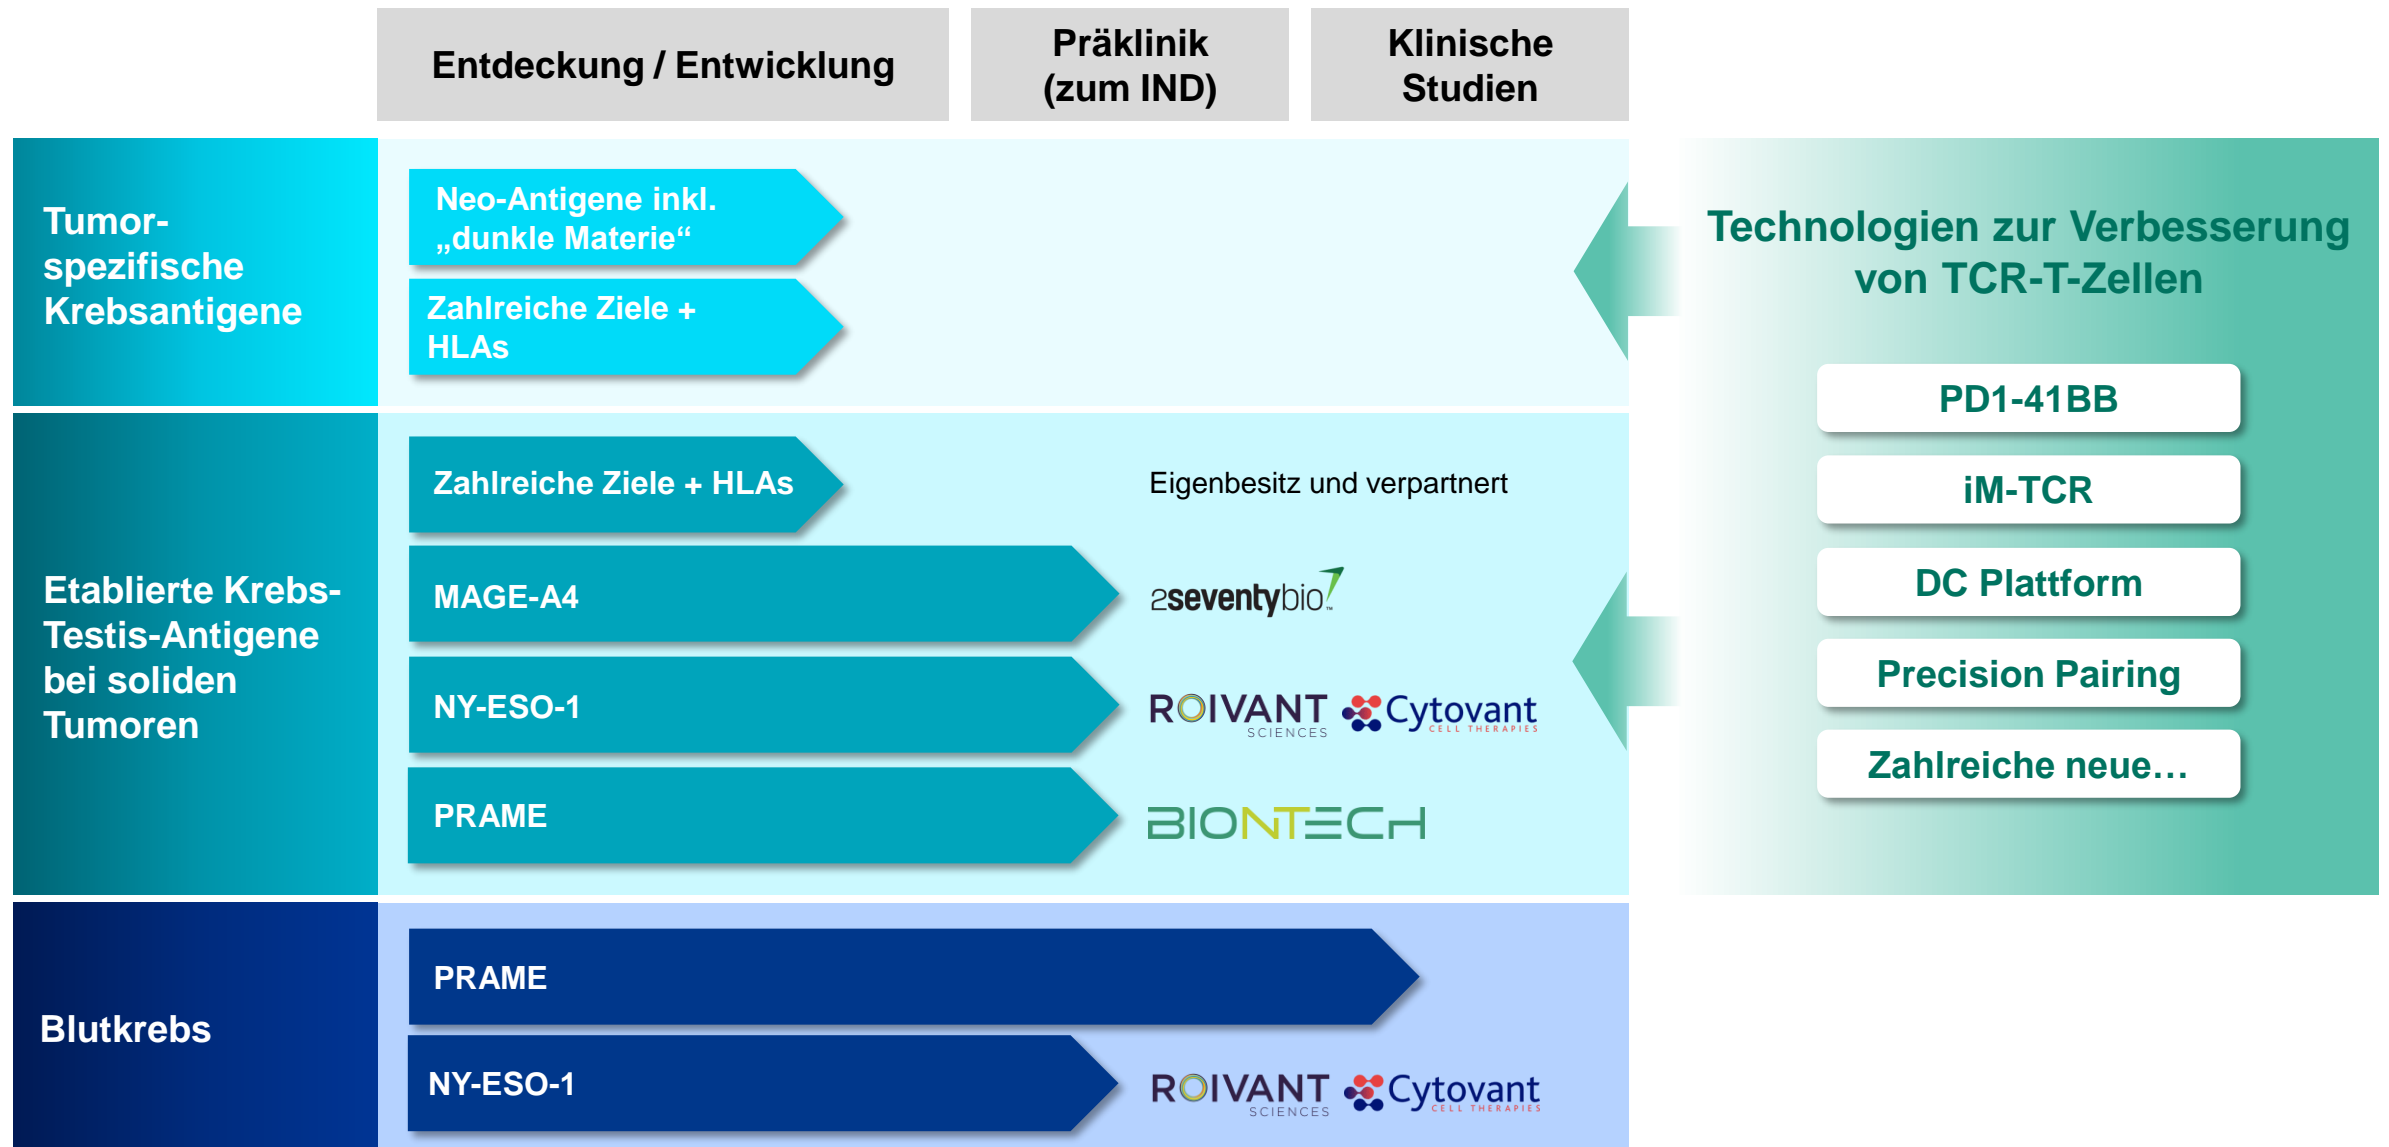 Entdeckung / Entwicklung
Präklinik
(zum IND)
Klinische
Studien
Tumor-
spezifische
Krebsantigene
Neo-Antigene inkl.
„dunkle Materie“
Zahlreiche Ziele +
HLAs
Etablierte Krebs-
Testis-Antigene
bei soliden
Tumoren
Zahlreiche Ziele + HLAs
Eigenbesitz und verpartnert
MAGE-A4
2seventybio™
NY-ESO-1
ROIVANT
SCIENCES
Cytovant
CELL THERAPIES
PRAME
BIONTECH
Blutkrebs
PRAME
NY-ESO-1
ROIVANT
SCIENCES
Cytovant
CELL THERAPIES
Technologien zur Verbesserung
von TCR-T-Zellen
PD1-41BB
iM-TCR
DC Plattform
Precision Pairing
Zahlreiche neue…